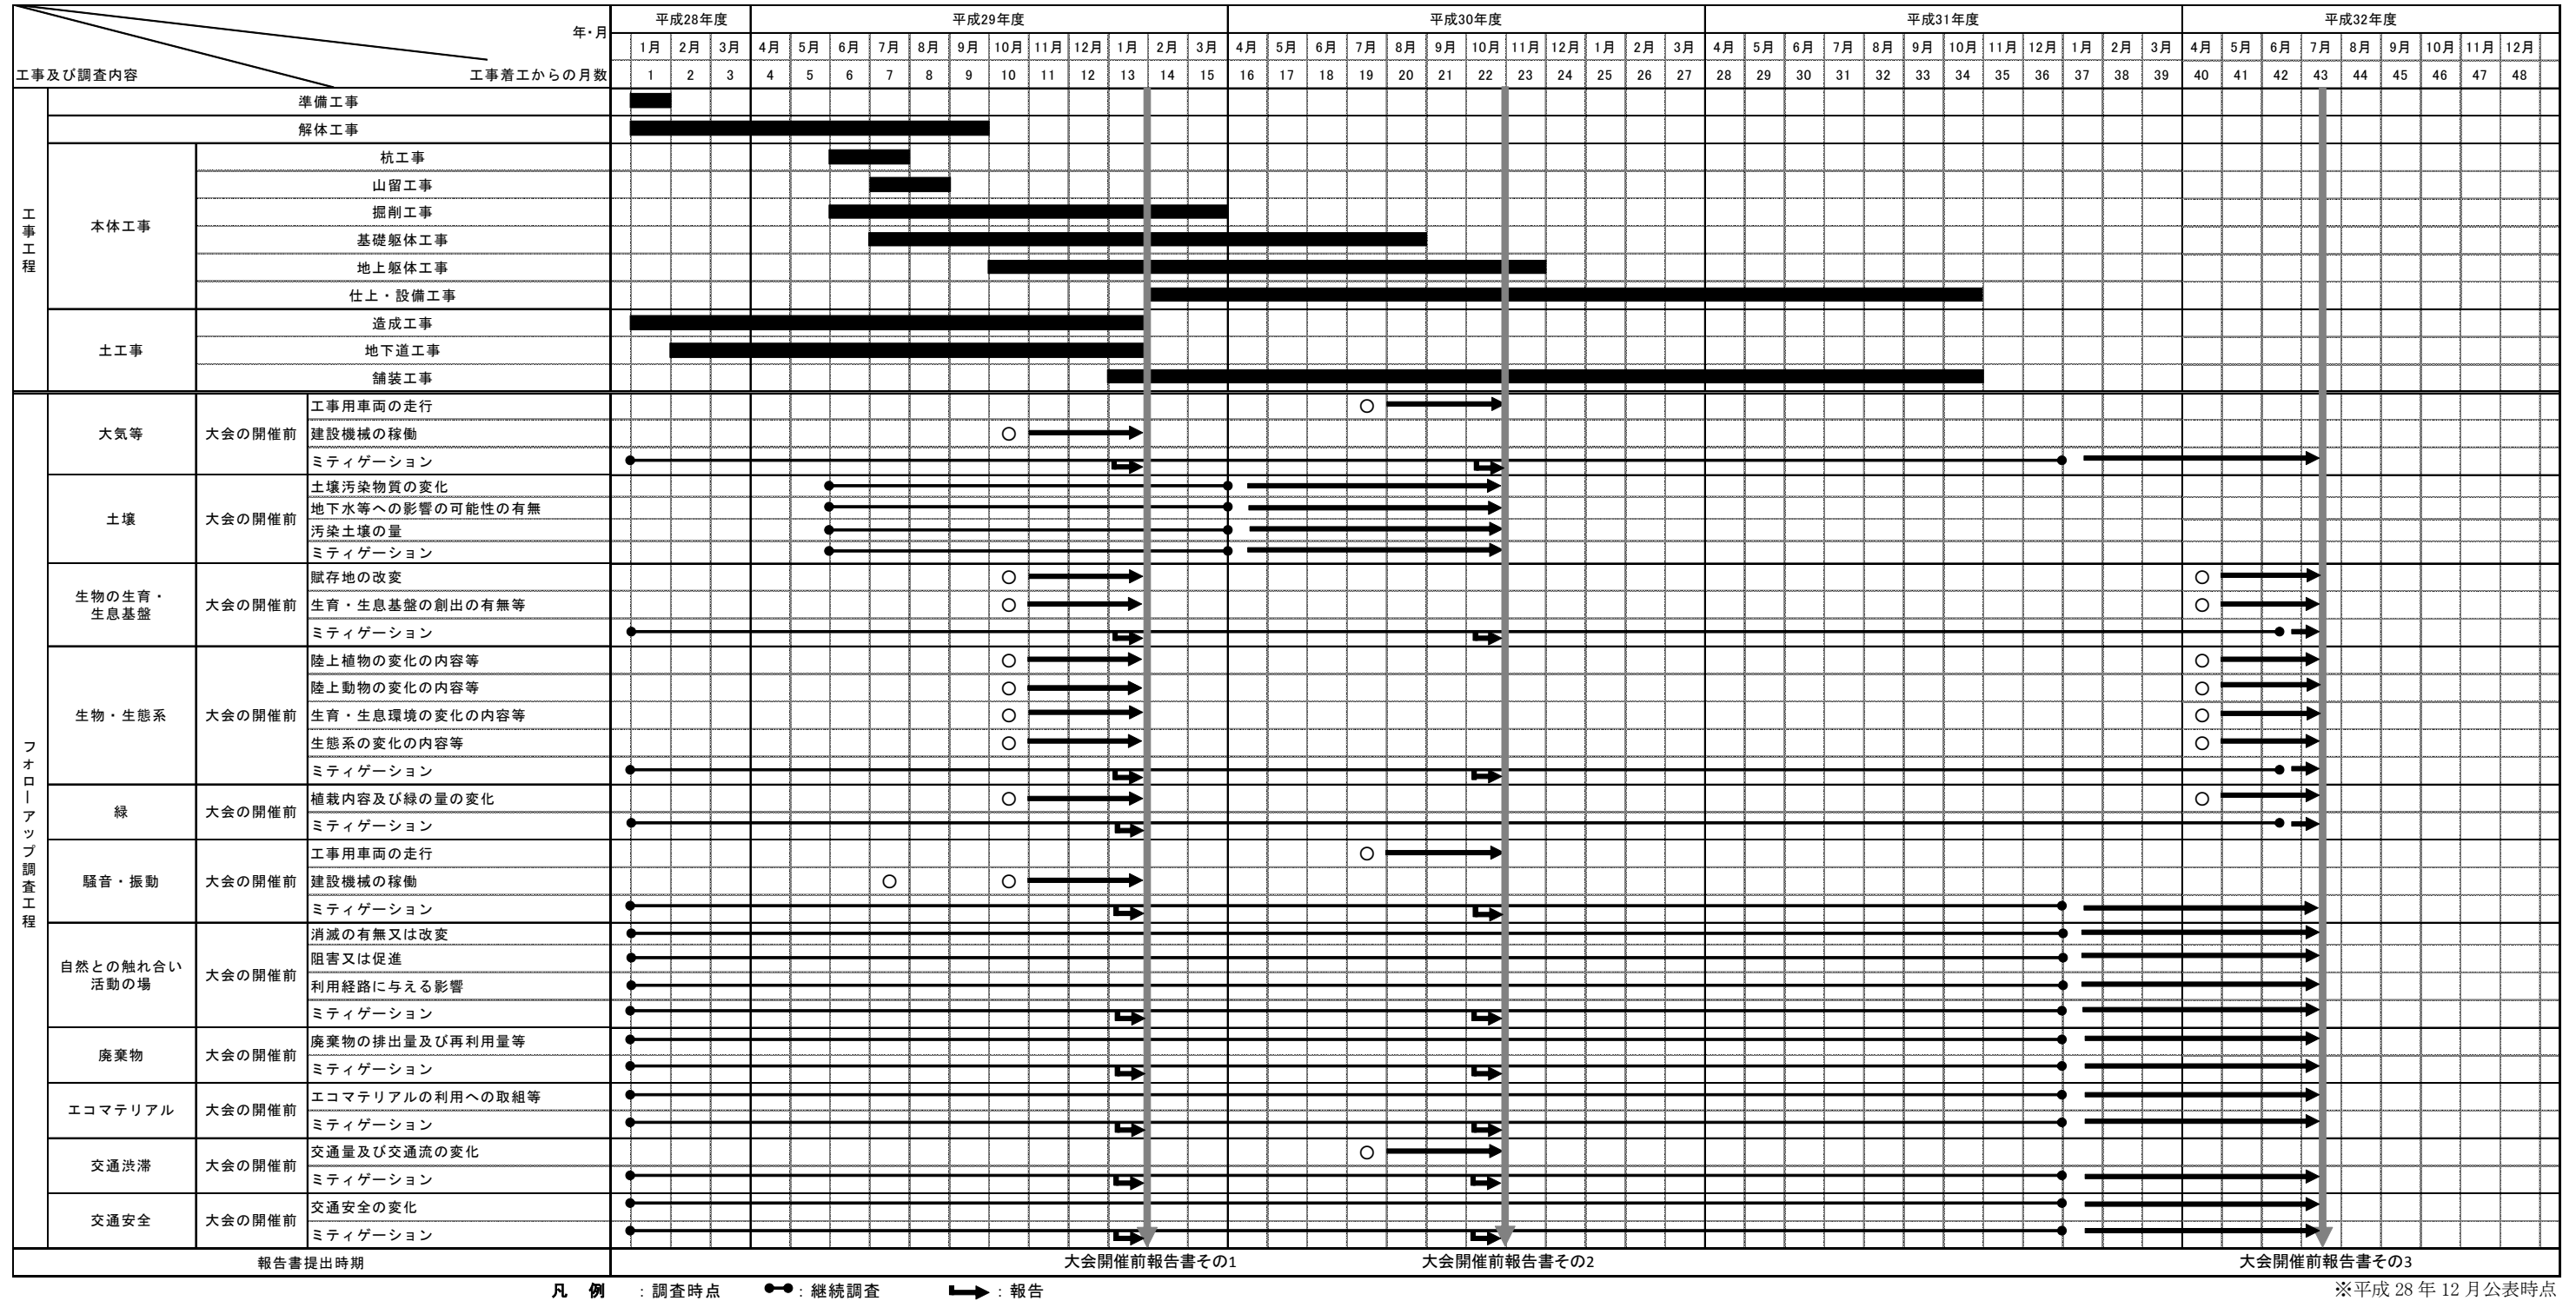 平成28年度 平成29年度 平成30年度 平成31年度 平成32年度
年・月
1月 2月 3月 4月 5月 6月 7月 8月 9月 10月 11月 12月 1月 2月 3月 4月 5月 6月 7月 8月 9月 10月 11月 12月 1月 2月 3月 4月 5月 6月 7月 8月 9月 10月 11月 12月 1月 2月 3月 4月 5月 6月 7月 8月 9月 10月 11月 12月
工事及び調査内容 工事着工からの月数 1 2 3 4 5 6 7 8 9 10 11 12 13 14 15 16 17 18 19 20 21 22 23 24 25 26 27 28 29 30 31 32 33 34 35 36 37 38 39 40 41 42 43 44 45 46 47 48
工事工程
準備工事
解体工事
本体工事
杭工事
山留工事
掘削工事
基礎躯体工事
地上躯体工事
仕上・設備工事
土工事
造成工事
地下道工事
舗装工事
フォローアップ調査工程
大気等 大会の開催前
工事用車両の走行
建設機械の稼働
ミティゲーション
土壌 大会の開催前
土壌汚染物質の変化
地下水等への影響の可能性の有無
汚染土壌の量
ミティゲーション
生物の生育・
生息基盤
大会の開催前
賦存地の改変
生育・生息基盤の創出の有無等
ミティゲーション
生物・生態系 大会の開催前
陸上植物の変化の内容等
陸上動物の変化の内容等
生育・生息環境の変化の内容等
生態系の変化の内容等
ミティゲーション
緑 大会の開催前
植栽内容及び緑の量の変化
ミティゲーション
騒音・振動 大会の開催前
工事用車両の走行
建設機械の稼働
ミティゲーション
自然との触れ合い
活動の場
大会の開催前
消滅の有無又は改変
阻害又は促進
利用経路に与える影響
ミティゲーション
廃棄物 大会の開催前
廃棄物の排出量及び再利用量等
ミティゲーション
エコマテリアル 大会の開催前
エコマテリアルの利用への取組等
ミティゲーション
交通渋滞 大会の開催前
交通量及び交通流の変化
ミティゲーション
交通安全 大会の開催前
交通安全の変化
ミティゲーション
報告書提出時期 大会開催前報告書その1 大会開催前報告書その2 大会開催前報告書その3
凡 例 ：調査時点 ：継続調査 ：報告 ※平成 28 年 12 月公表時点